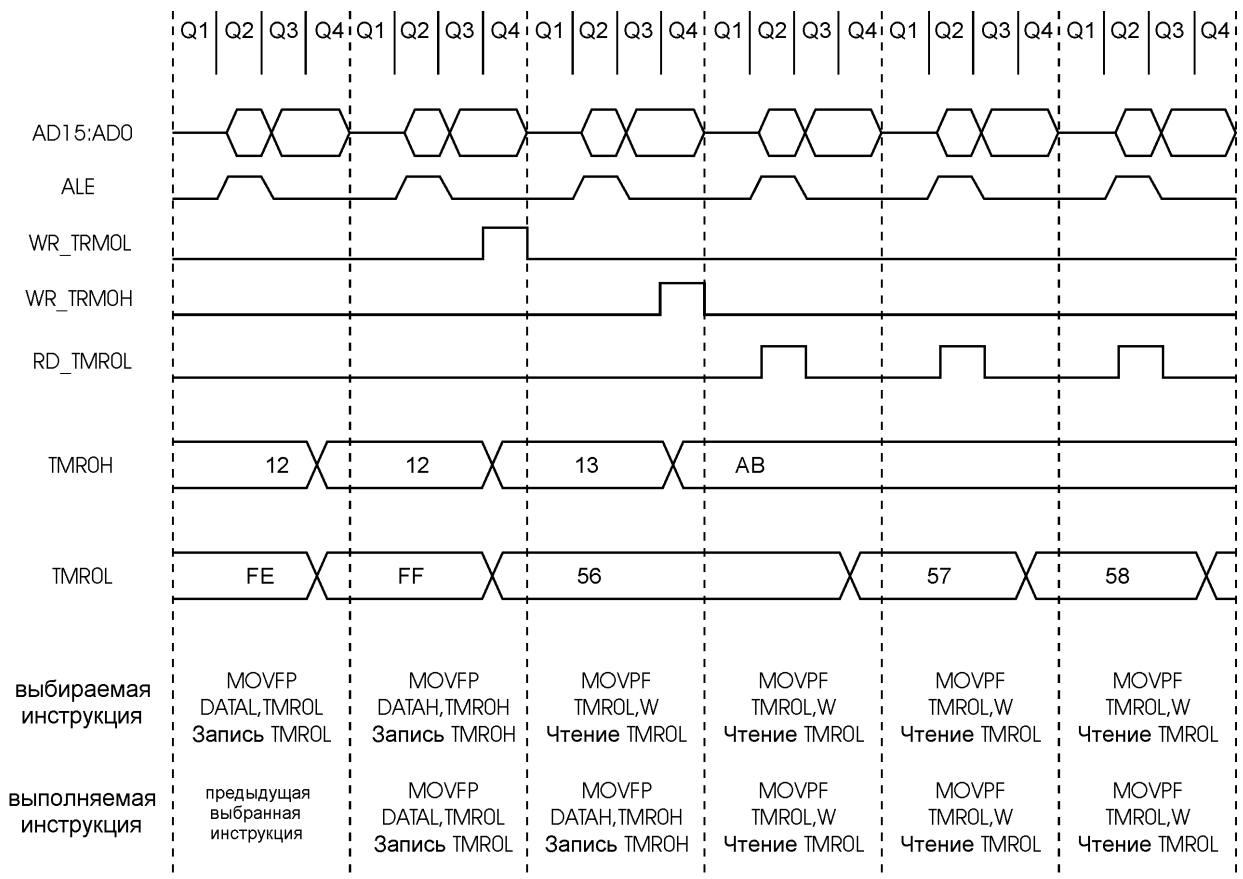 Q1 Q2 Q3 Q4 Q1 Q2 Q3 Q4 Q1 Q2 Q3 Q4 Q1 Q2 Q3 Q4 Q1 Q2 Q3 Q4 Q1 Q2 Q3 Q4
AD15:AD0
ALE
WR_TRM0L
WR_TRM0H
RD_TMR0L
TMR0H 12 12 13 AB
TMR0L FE FF 56 57 58
выбираемая
инструкция
MOVFP
DATAL,TMR0L
Запись TMR0L
MOVFP
DATAH,TMR0H
Запись TMR0H
MOVPF
TMR0L,W
Чтение TMR0L
MOVPF
TMR0L,W
Чтение TMR0L
MOVPF
TMR0L,W
Чтение TMR0L
MOVPF
TMR0L,W
Чтение TMR0L
выполняемая
инструкция
предыдущая
выбранная
инструкция
MOVFP
DATAL,TMR0L
Запись TMR0L
MOVFP
DATAH,TMR0H
Запись TMR0H
MOVPF
TMR0L,W
Чтение TMR0L
MOVPF
TMR0L,W
Чтение TMR0L
MOVPF
TMR0L,W
Чтение TMR0L